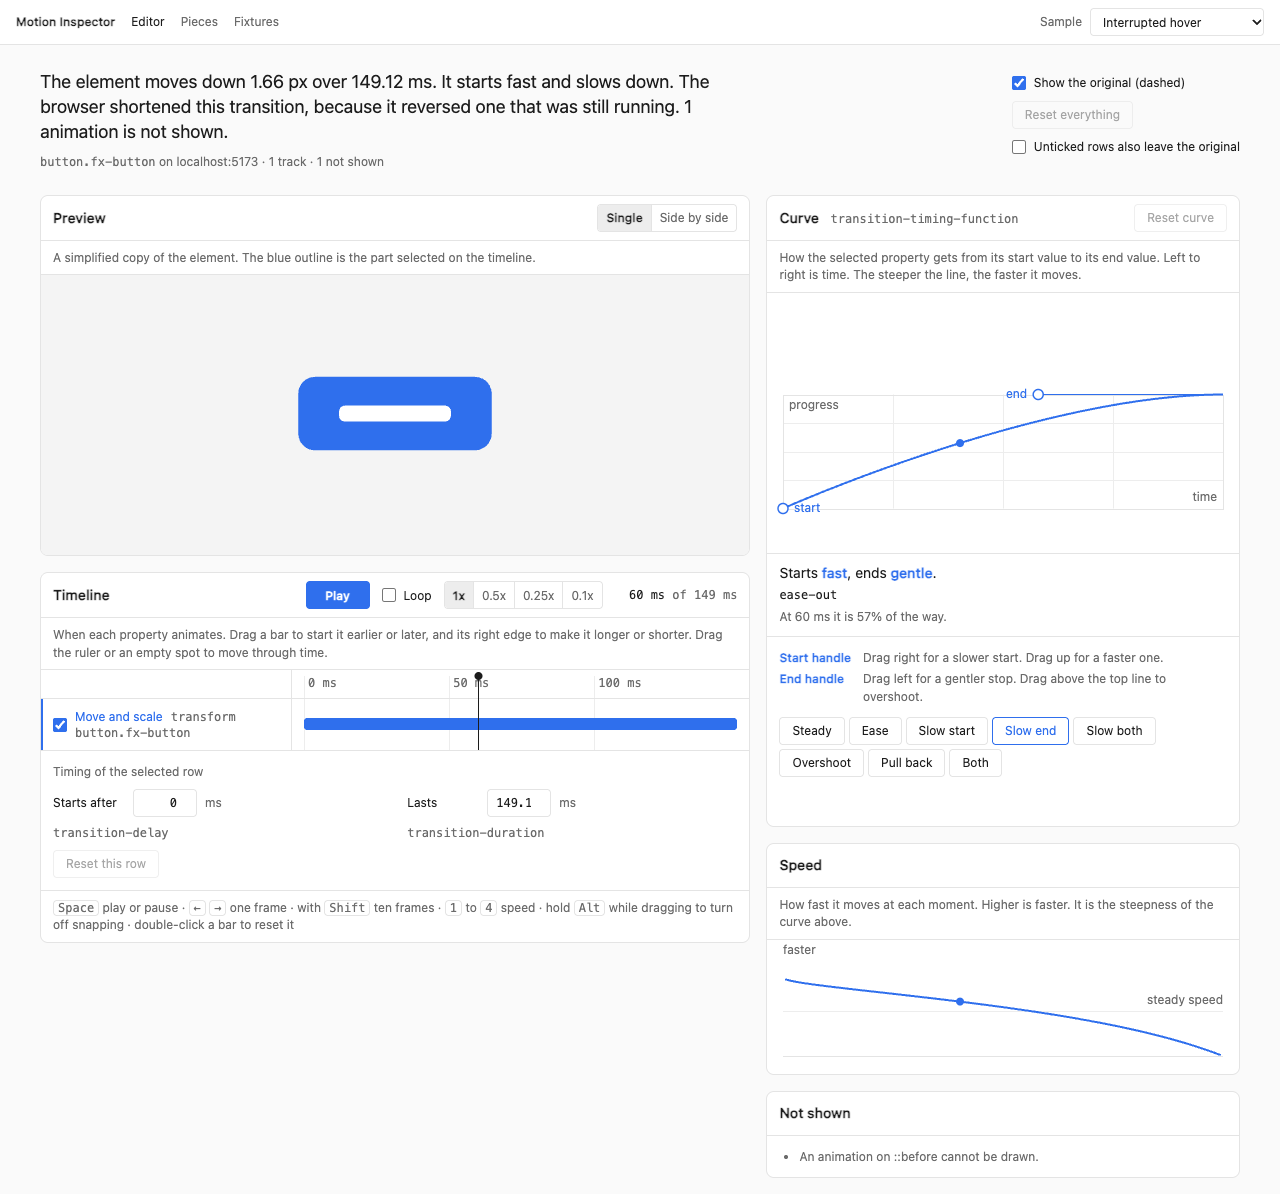 Motion Inspector Editor Pieces Fixtures Sample Interrupted hover
The element moves down 1.66 px over 149.12 ms. It starts fast and slows down. The
browser shortened this transition, because it reversed one that was still running. 1
animation is not shown.
button.fx-button on localhost:5173 · 1 track · 1 not shown
Show the original (dashed)
Reset everything
Unticked rows also leave the original
Preview Single Side by side
A simplified copy of the element. The blue outline is the part selected on the timeline.
Timeline Play Loop 1x 0.5x 0.25x 0.1x 60 ms of 149 ms
When each property animates. Drag a bar to start it earlier or later, and its right edge to make it longer or shorter. Drag
the ruler or an empty spot to move through time.
0 ms 50 ms 100 ms
Move and scale transform
button.fx-button
Timing of the selected row
Starts after 0 ms Lasts 149.1 ms
transition-delay transition-duration
Reset this row
Space play or pause · ← → one frame · with Shift ten frames · 1 to 4 speed · hold Alt while dragging to turn
off snapping · double-click a bar to reset it
Curve transition-timing-function Reset curve
How the selected property gets from its start value to its end value. Left to
right is time. The steeper the line, the faster it moves.
end
progress
time
start
Starts fast, ends gentle.
ease-out
At 60 ms it is 57% of the way.
Start handle Drag right for a slower start. Drag up for a faster one.
End handle Drag left for a gentler stop. Drag above the top line to
overshoot.
Steady Ease Slow start Slow end Slow both
Overshoot Pull back Both
Speed
How fast it moves at each moment. Higher is faster. It is the steepness of the
curve above.
faster
steady speed
Not shown
• An animation on ::before cannot be drawn.